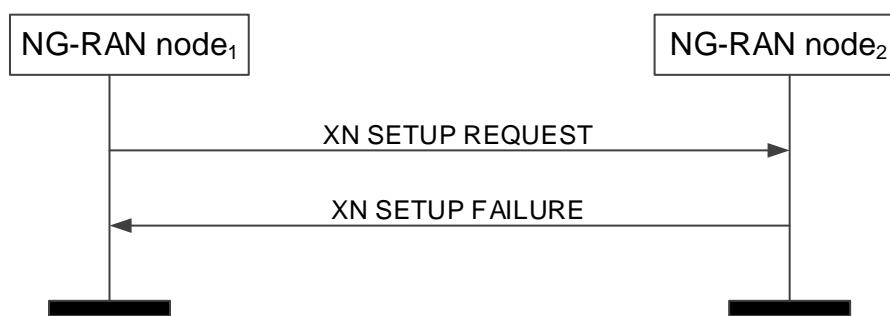 NG-RAN node₁
NG-RAN node₂
XN SETUP REQUEST
XN SETUP FAILURE